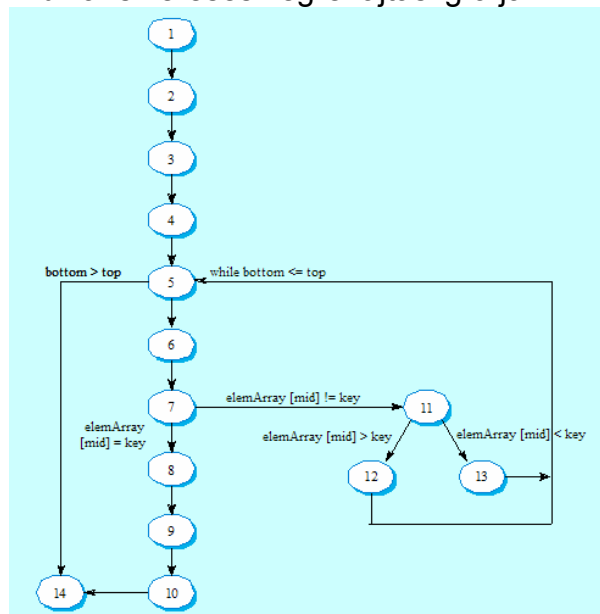 1
2
3
4
bottom > top
5
while bottom <= top
6
7
elemArray [mid] != key
11
elemArray
[mid] = key
elemArray [mid] > key
elemArray [mid] < key
8
12
13
9
14
10